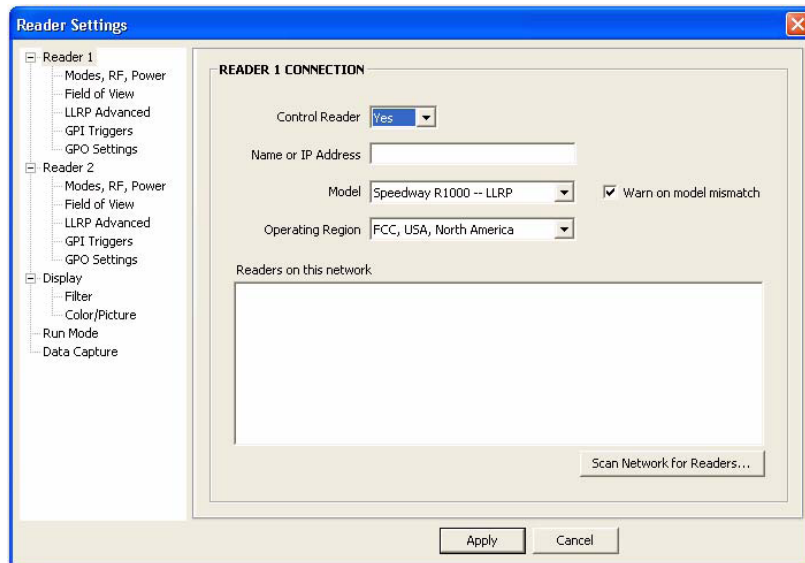 Reader Settings
Reader 1
Modes, RF, Power
Field of View
LLRP Advanced
GPI Triggers
GPO Settings
Reader 2
Modes, RF, Power
Field of View
LLRP Advanced
GPI Triggers
GPO Settings
Display
Filter
Color/Picture
Run Mode
Data Capture
READER 1 CONNECTION
Control Reader Yes
Name or IP Address
Model Speedway R1000 -- LLRP Warn on model mismatch
Operating Region FCC, USA, North America
Readers on this network
Scan Network for Readers...
Apply Cancel